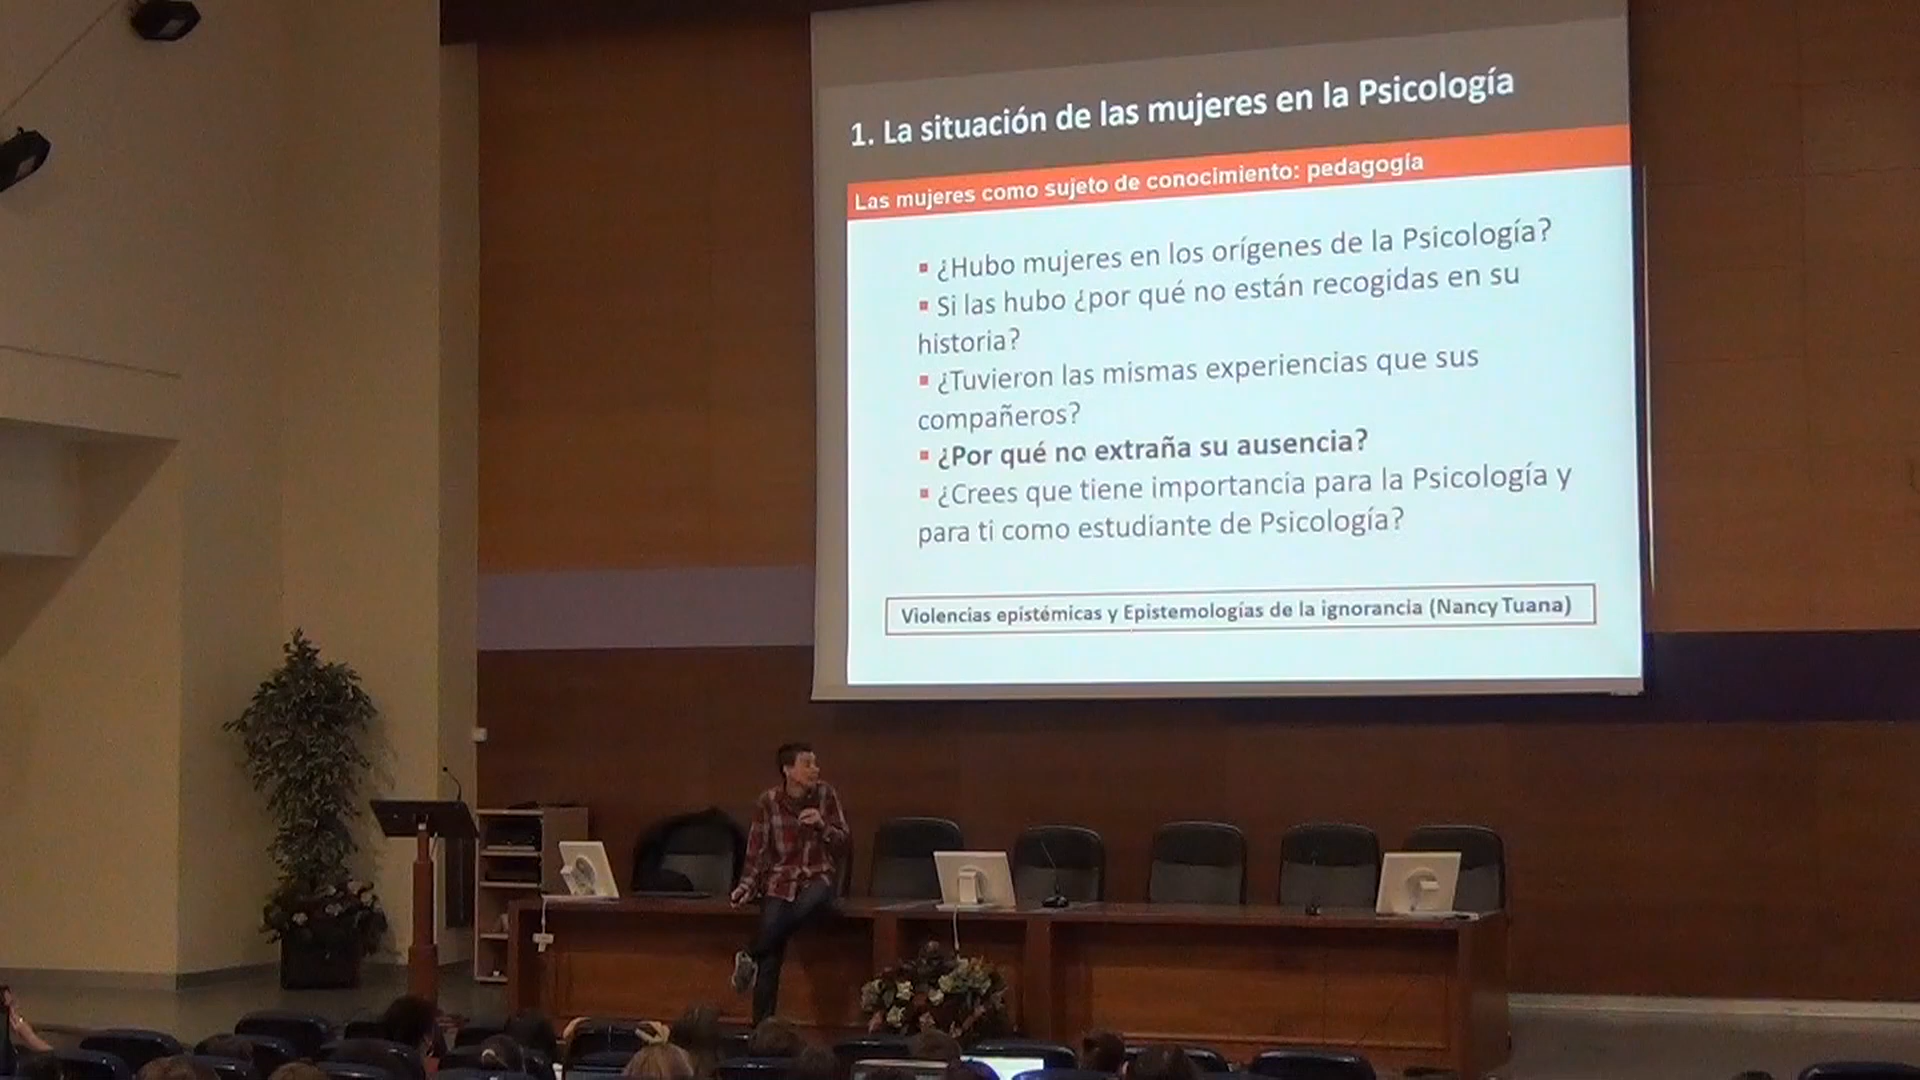 1. La situación de las mujeres en la Psicología
Las mujeres como sujeto de conocimiento: pedagogía
▪ ¿Hubo mujeres en los orígenes de la Psicología?
▪ Si las hubo ¿por qué no están recogidas en su
historia?
▪ ¿Tuvieron las mismas experiencias que sus
compañeros?
▪ ¿Por qué no extraña su ausencia?
▪ ¿Crees que tiene importancia para la Psicología y
para ti como estudiante de Psicología?
Violencias epistémicas y Epistemologías de la ignorancia (Nancy Tuana)